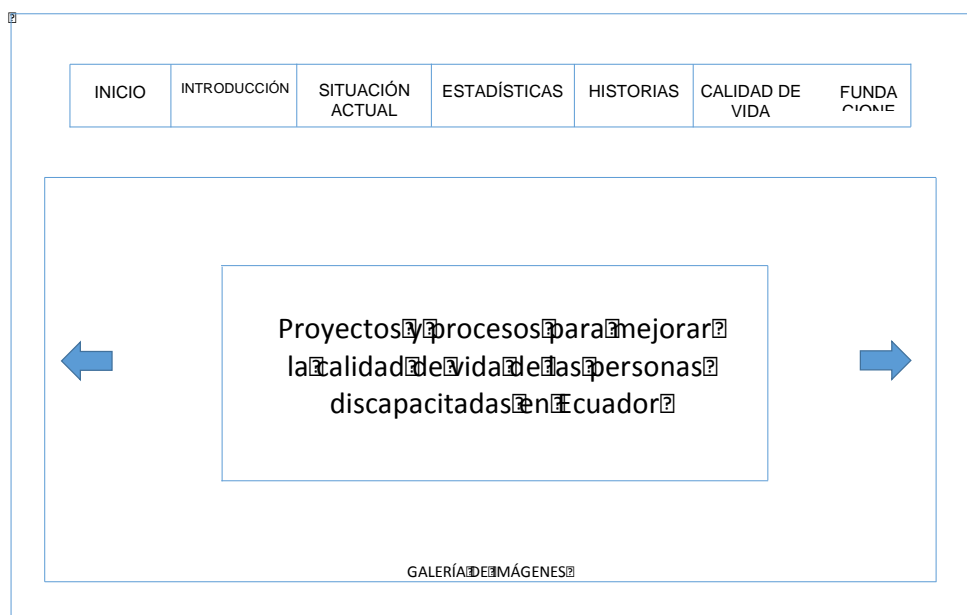 INICIO
INTRODUCCIÓN
SITUACIÓN
ACTUAL
ESTADÍSTICAS
HISTORIAS
CALIDAD DE
VIDA
FUNDA
CIONE
Proyectos y procesos para mejorar
la calidad de vida de las personas
discapacitadas en Ecuador
GALERÍA DE IMÁGENES